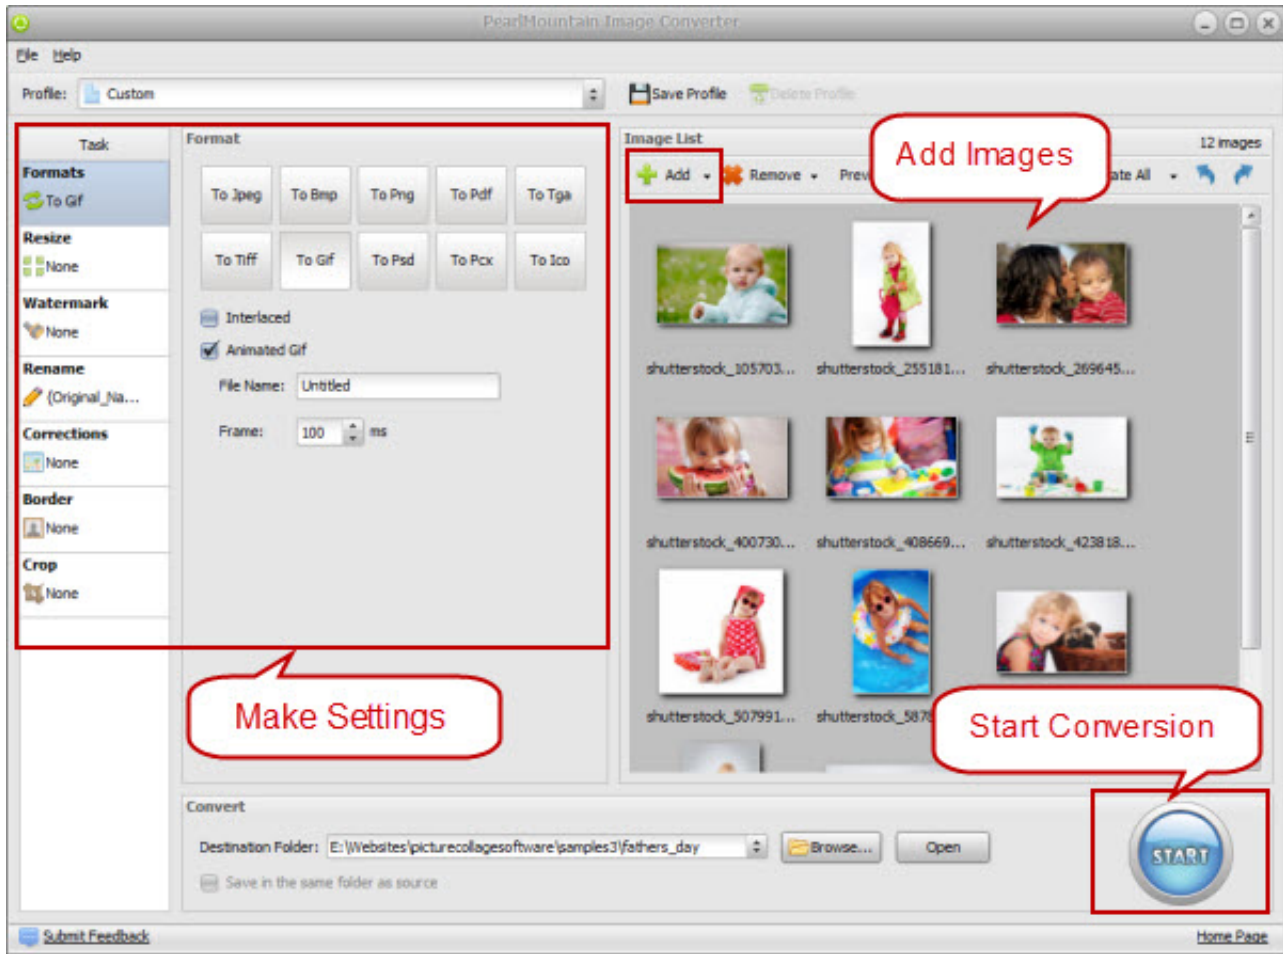 PearlMountain Image Converter
File Help
Profile: Custom
Save Profile Delete Profile
Task
Formats
To Gif
Resize
None
Watermark
None
Rename
{Original_Na...
Corrections
None
Border
None
Crop
None
Format
To Jpeg To Bmp To Png To Pdf To Tga
To Tiff To Gif To Psd To Pcx To Ico
Interlaced
Animated Gif
File Name: Untitled
Frame: 100 ms
Make Settings
Image List 12 images
Add Remove Prev ate All
Add Images
shutterstock_105703... shutterstock_255181... shutterstock_269645...
shutterstock_400730... shutterstock_408669... shutterstock_423818...
shutterstock_507991... shutterstock_5878
Start Conversion
Convert
Destination Folder: E:\Websites\picturecollagesoftware\samples3\fathers_day Browse... Open
Save in the same folder as source
START
Submit Feedback Home Page